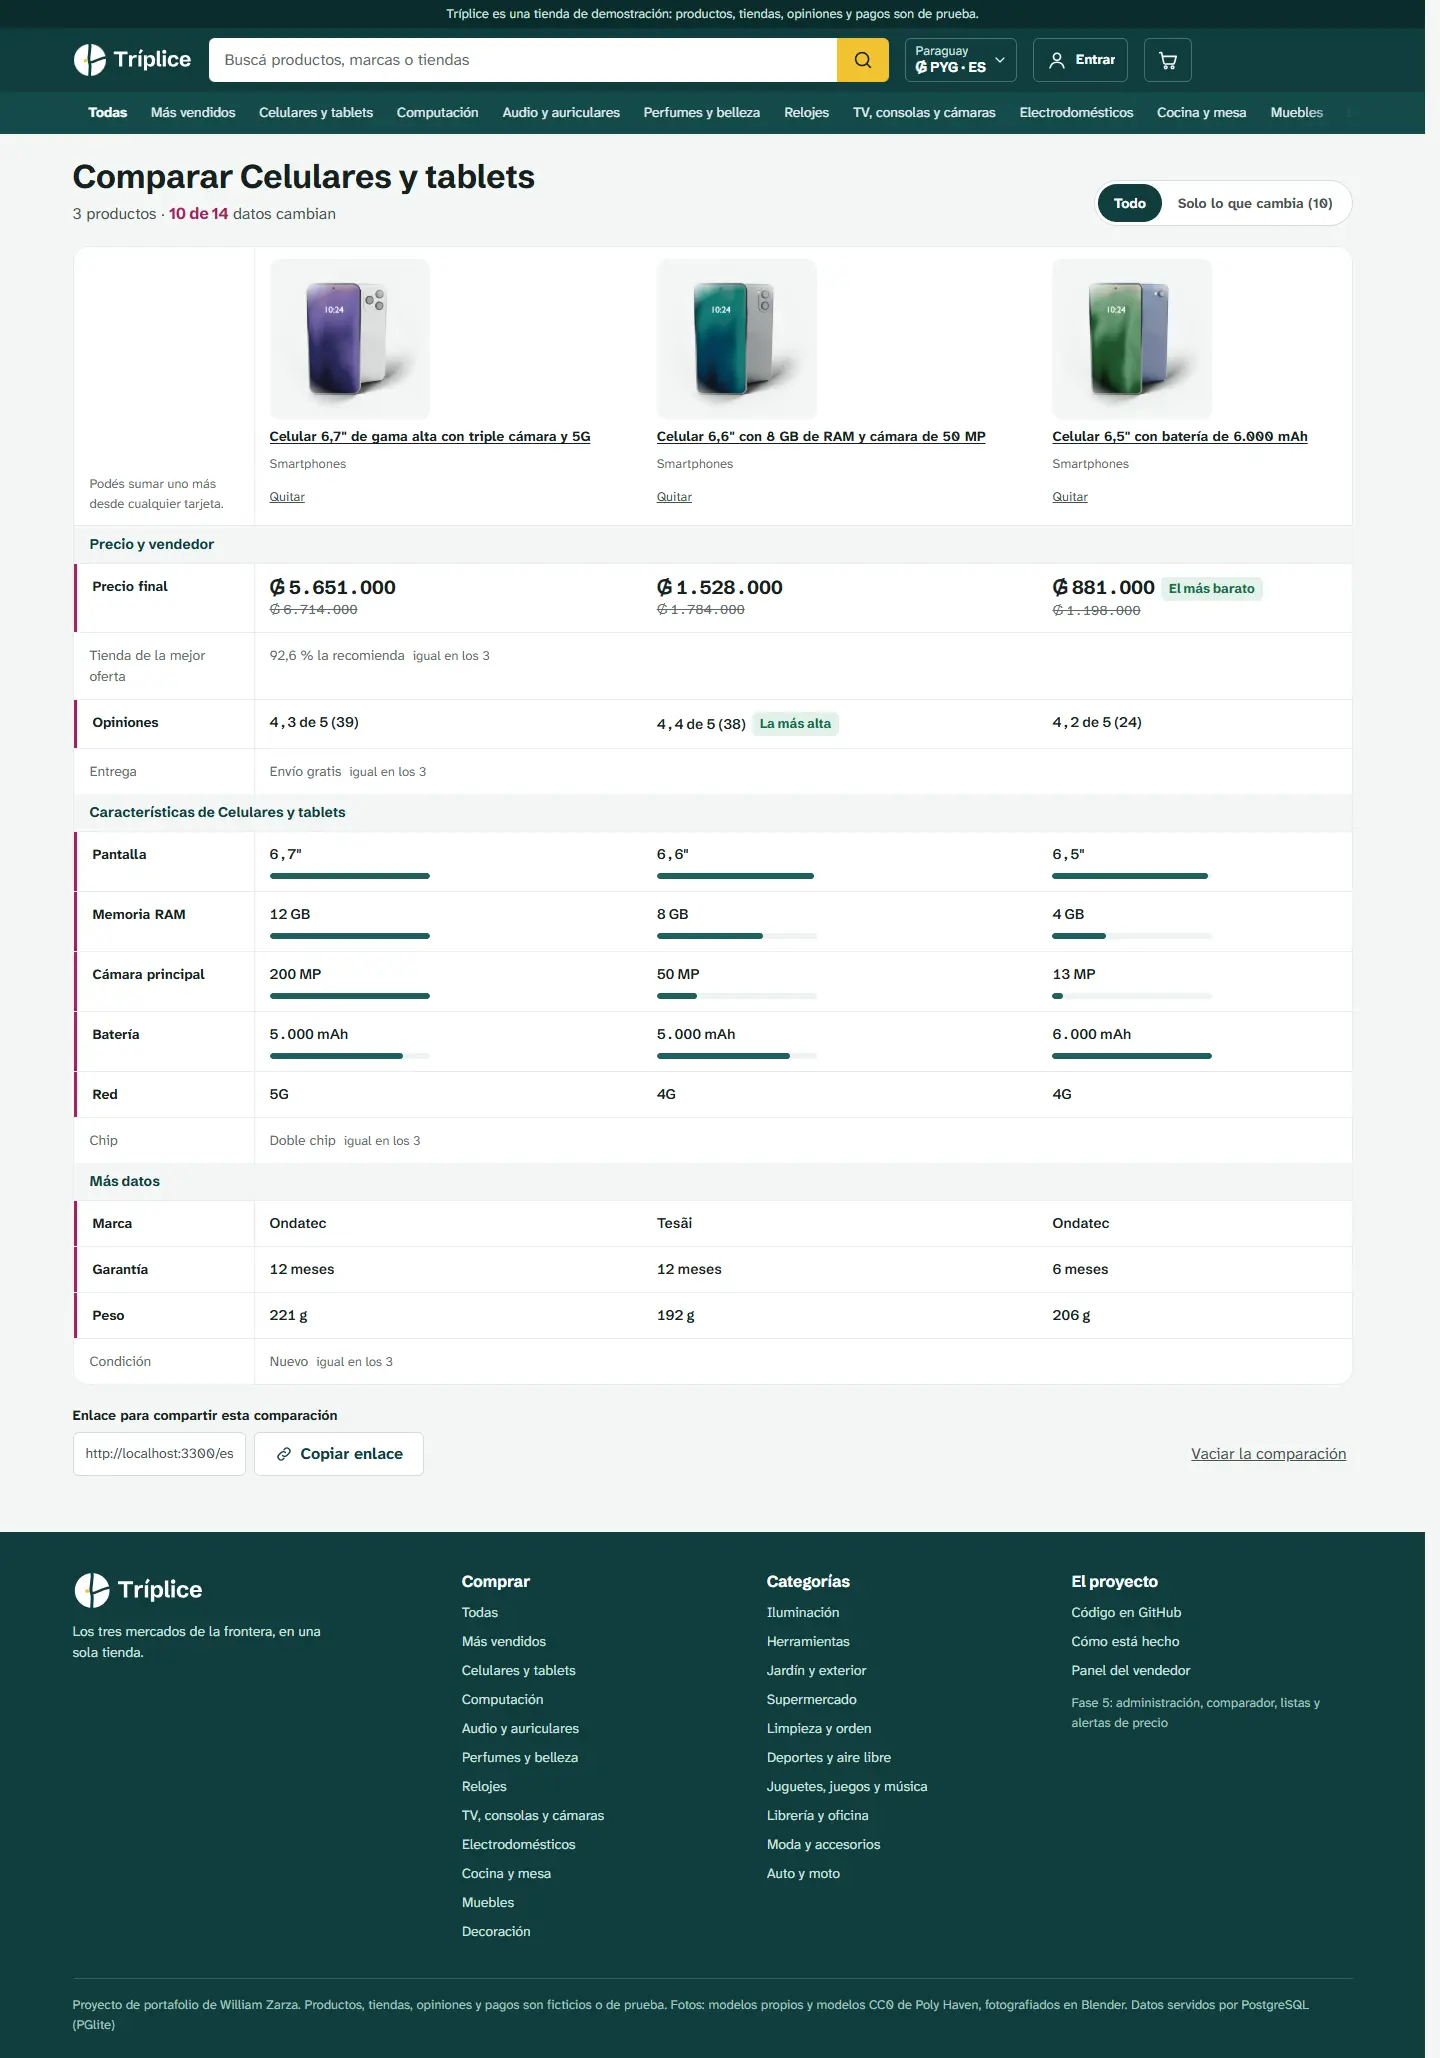 Tríplice es una tienda de demostración: productos, tiendas, opiniones y pagos son de prueba.
Tríplice
Buscá productos, marcas o tiendas
Paraguay
₲ PYG · ES
Entrar
Todas Más vendidos Celulares y tablets Computación Audio y auriculares Perfumes y belleza Relojes TV, consolas y cámaras Electrodomésticos Cocina y mesa Muebles
Comparar Celulares y tablets
3 productos · 10 de 14 datos cambian
Todo Solo lo que cambia (10)
10:24 10:24 10:24
Podés sumar uno más
desde cualquier tarjeta.
Celular 6,7" de gama alta con triple cámara y 5G
Smartphones
Quitar
Celular 6,6" con 8 GB de RAM y cámara de 50 MP
Smartphones
Quitar
Celular 6,5" con batería de 6.000 mAh
Smartphones
Quitar
Precio y vendedor
Precio final
₲ 5.651.000
₲ 6.714.000
₲ 1.528.000
₲ 1.784.000
₲ 881.000 El más barato
₲ 1.198.000
Tienda de la mejor
oferta
92,6 % la recomienda igual en los 3
Opiniones 4,3 de 5 (39) 4,4 de 5 (38) La más alta 4,2 de 5 (24)
Entrega Envío gratis igual en los 3
Características de Celulares y tablets
Pantalla 6,7" 6,6" 6,5"
Memoria RAM 12 GB 8 GB 4 GB
Cámara principal 200 MP 50 MP 13 MP
Batería 5.000 mAh 5.000 mAh 6.000 mAh
Red 5G 4G 4G
Chip Doble chip igual en los 3
Más datos
Marca Ondatec Tesãi Ondatec
Garantía 12 meses 12 meses 6 meses
Peso 221 g 192 g 206 g
Condición Nuevo igual en los 3
Enlace para compartir esta comparación
http://localhost:3300/es Copiar enlace Vaciar la comparación
Tríplice
Los tres mercados de la frontera, en una
sola tienda.
Comprar
Todas
Más vendidos
Celulares y tablets
Computación
Audio y auriculares
Perfumes y belleza
Relojes
TV, consolas y cámaras
Electrodomésticos
Cocina y mesa
Muebles
Decoración
Categorías
Iluminación
Herramientas
Jardín y exterior
Supermercado
Limpieza y orden
Deportes y aire libre
Juguetes, juegos y música
Librería y oficina
Moda y accesorios
Auto y moto
El proyecto
Código en GitHub
Cómo está hecho
Panel del vendedor
Fase 5: administración, comparador, listas y
alertas de precio
Proyecto de portafolio de William Zarza. Productos, tiendas, opiniones y pagos son ficticios o de prueba. Fotos: modelos propios y modelos CC0 de Poly Haven, fotografiados en Blender. Datos servidos por PostgreSQL
(PGlite)